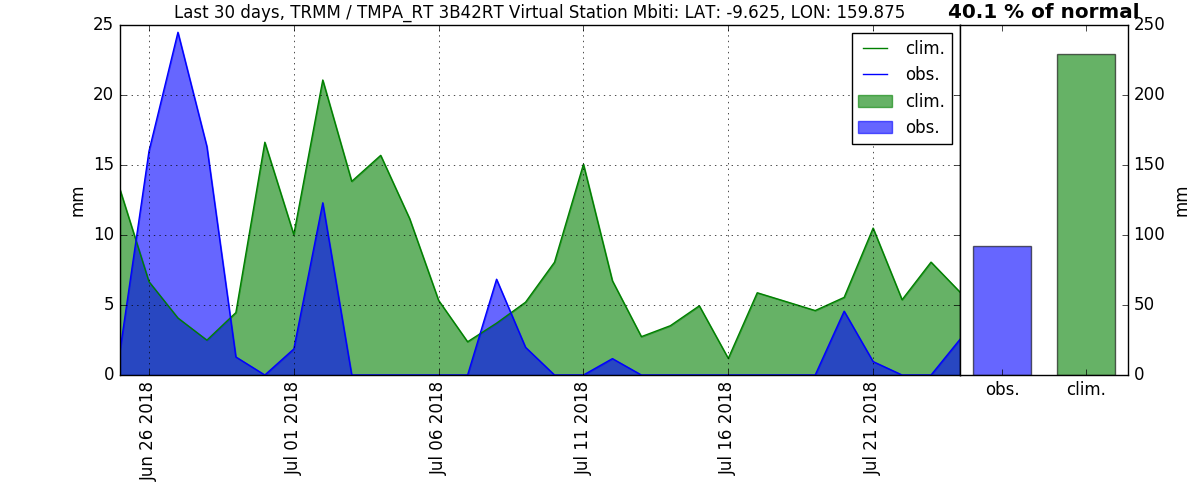 Last 30 days, TRMM / TMPA_RT 3B42RT Virtual Station Mbiti: LAT: -9.625, LON: 159.875
40.1 % of normal
25
20
15
10
5
0
mm
clim.
obs.
clim.
obs.
Jun 26 2018
Jul 01 2018
Jul 06 2018
Jul 11 2018
Jul 16 2018
Jul 21 2018
250
200
150
100
50
0
mm
obs.
clim.